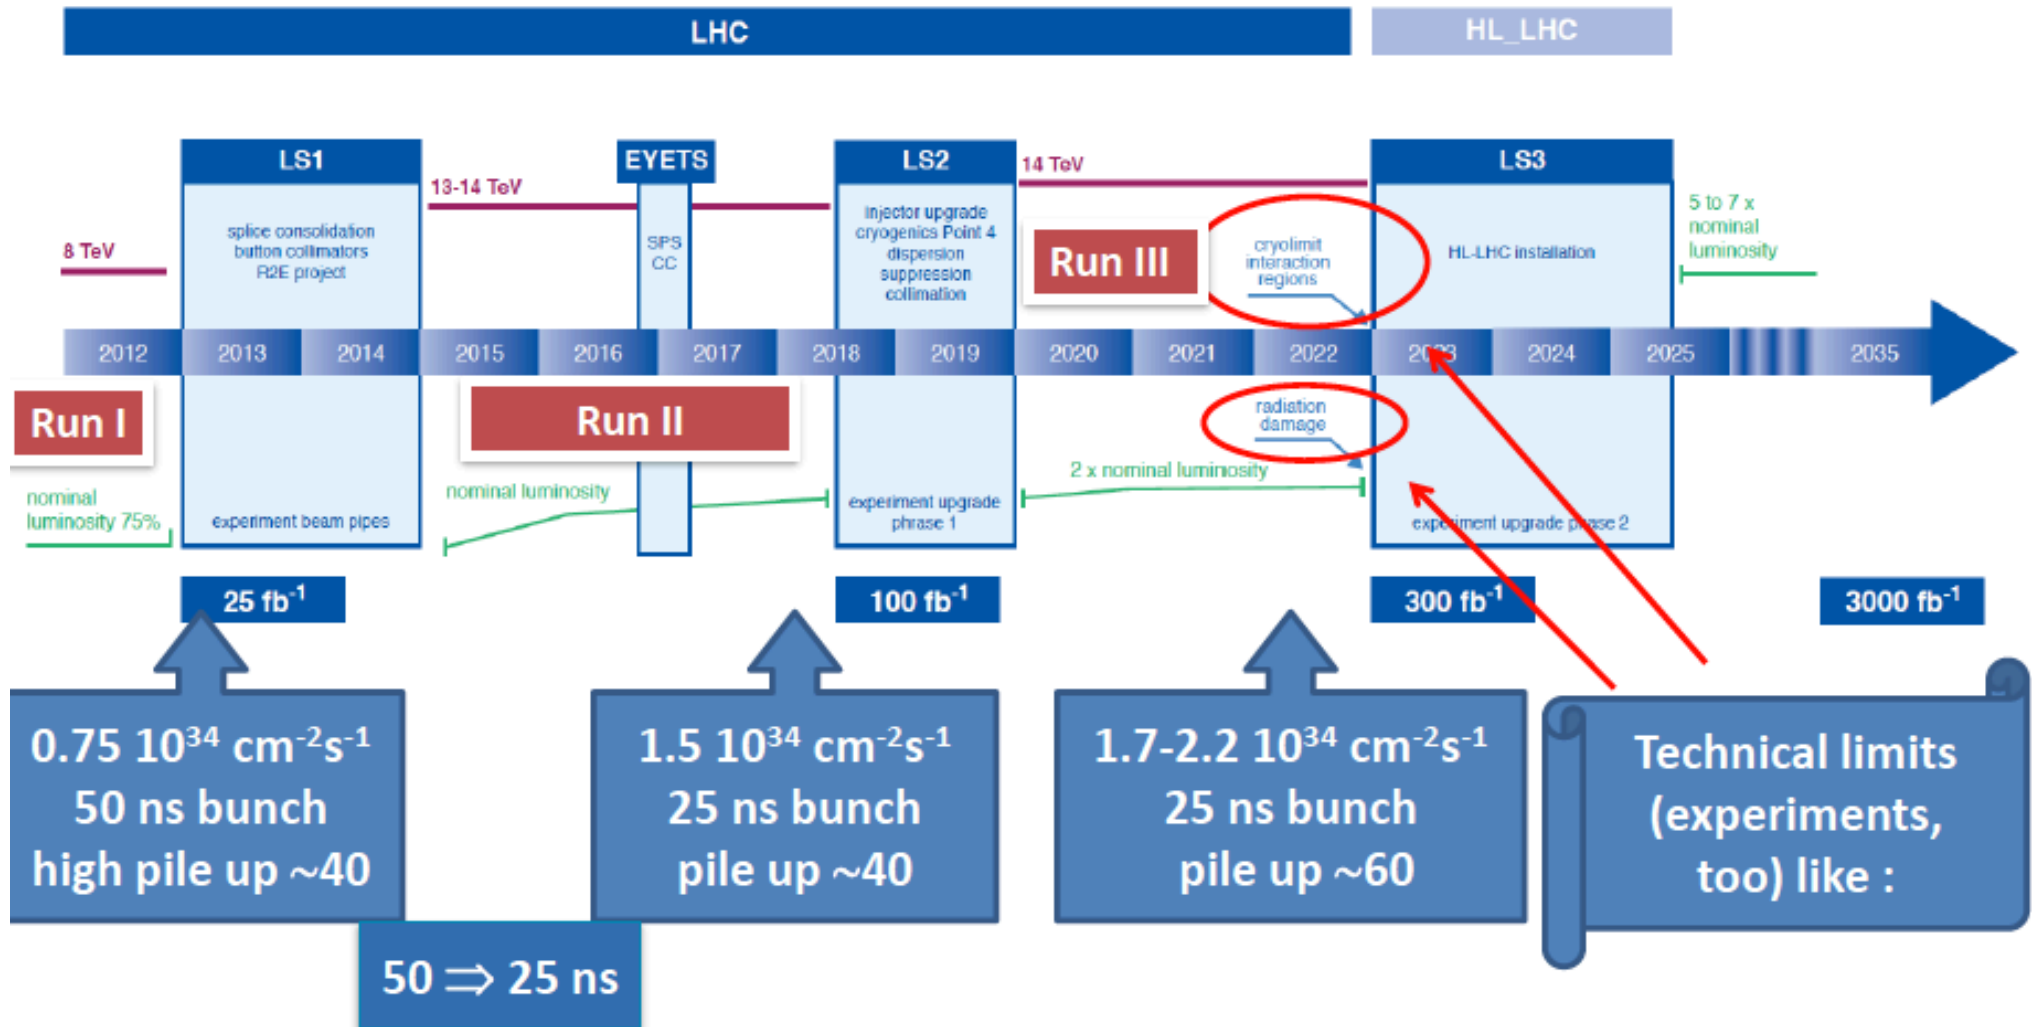 LHC
HL_LHC
LS1
EYETS
LS2
14 TeV
LS3
13-14 TeV
8 TeV
splice consolidation
button collimators
R2E project
SPS
CC
injector upgrade
cryogenics Point 4
dispersion
suppression
collimation
Run III
cryolimit
interaction
regions
HL-LHC installation
5 to 7 x
nominal
luminosity
2012
2013
2014
2015
2016
2017
2018
2019
2020
2021
2022
2023
2024
2025
2035
Run I
Run II
radiation
damage
nominal
luminosity 75%
experiment beam pipes
nominal luminosity
experiment upgrade
phrase 1
2 x nominal luminosity
experiment upgrade phase 2
25 fb⁻¹
100 fb⁻¹
300 fb⁻¹
3000 fb⁻¹
0.75 10³⁴ cm⁻²s⁻¹
50 ns bunch
high pile up ~40
1.5 10³⁴ cm⁻²s⁻¹
25 ns bunch
pile up ~40
1.7-2.2 10³⁴ cm⁻²s⁻¹
25 ns bunch
pile up ~60
Technical limits
(experiments,
too) like :
50 ⇒ 25 ns